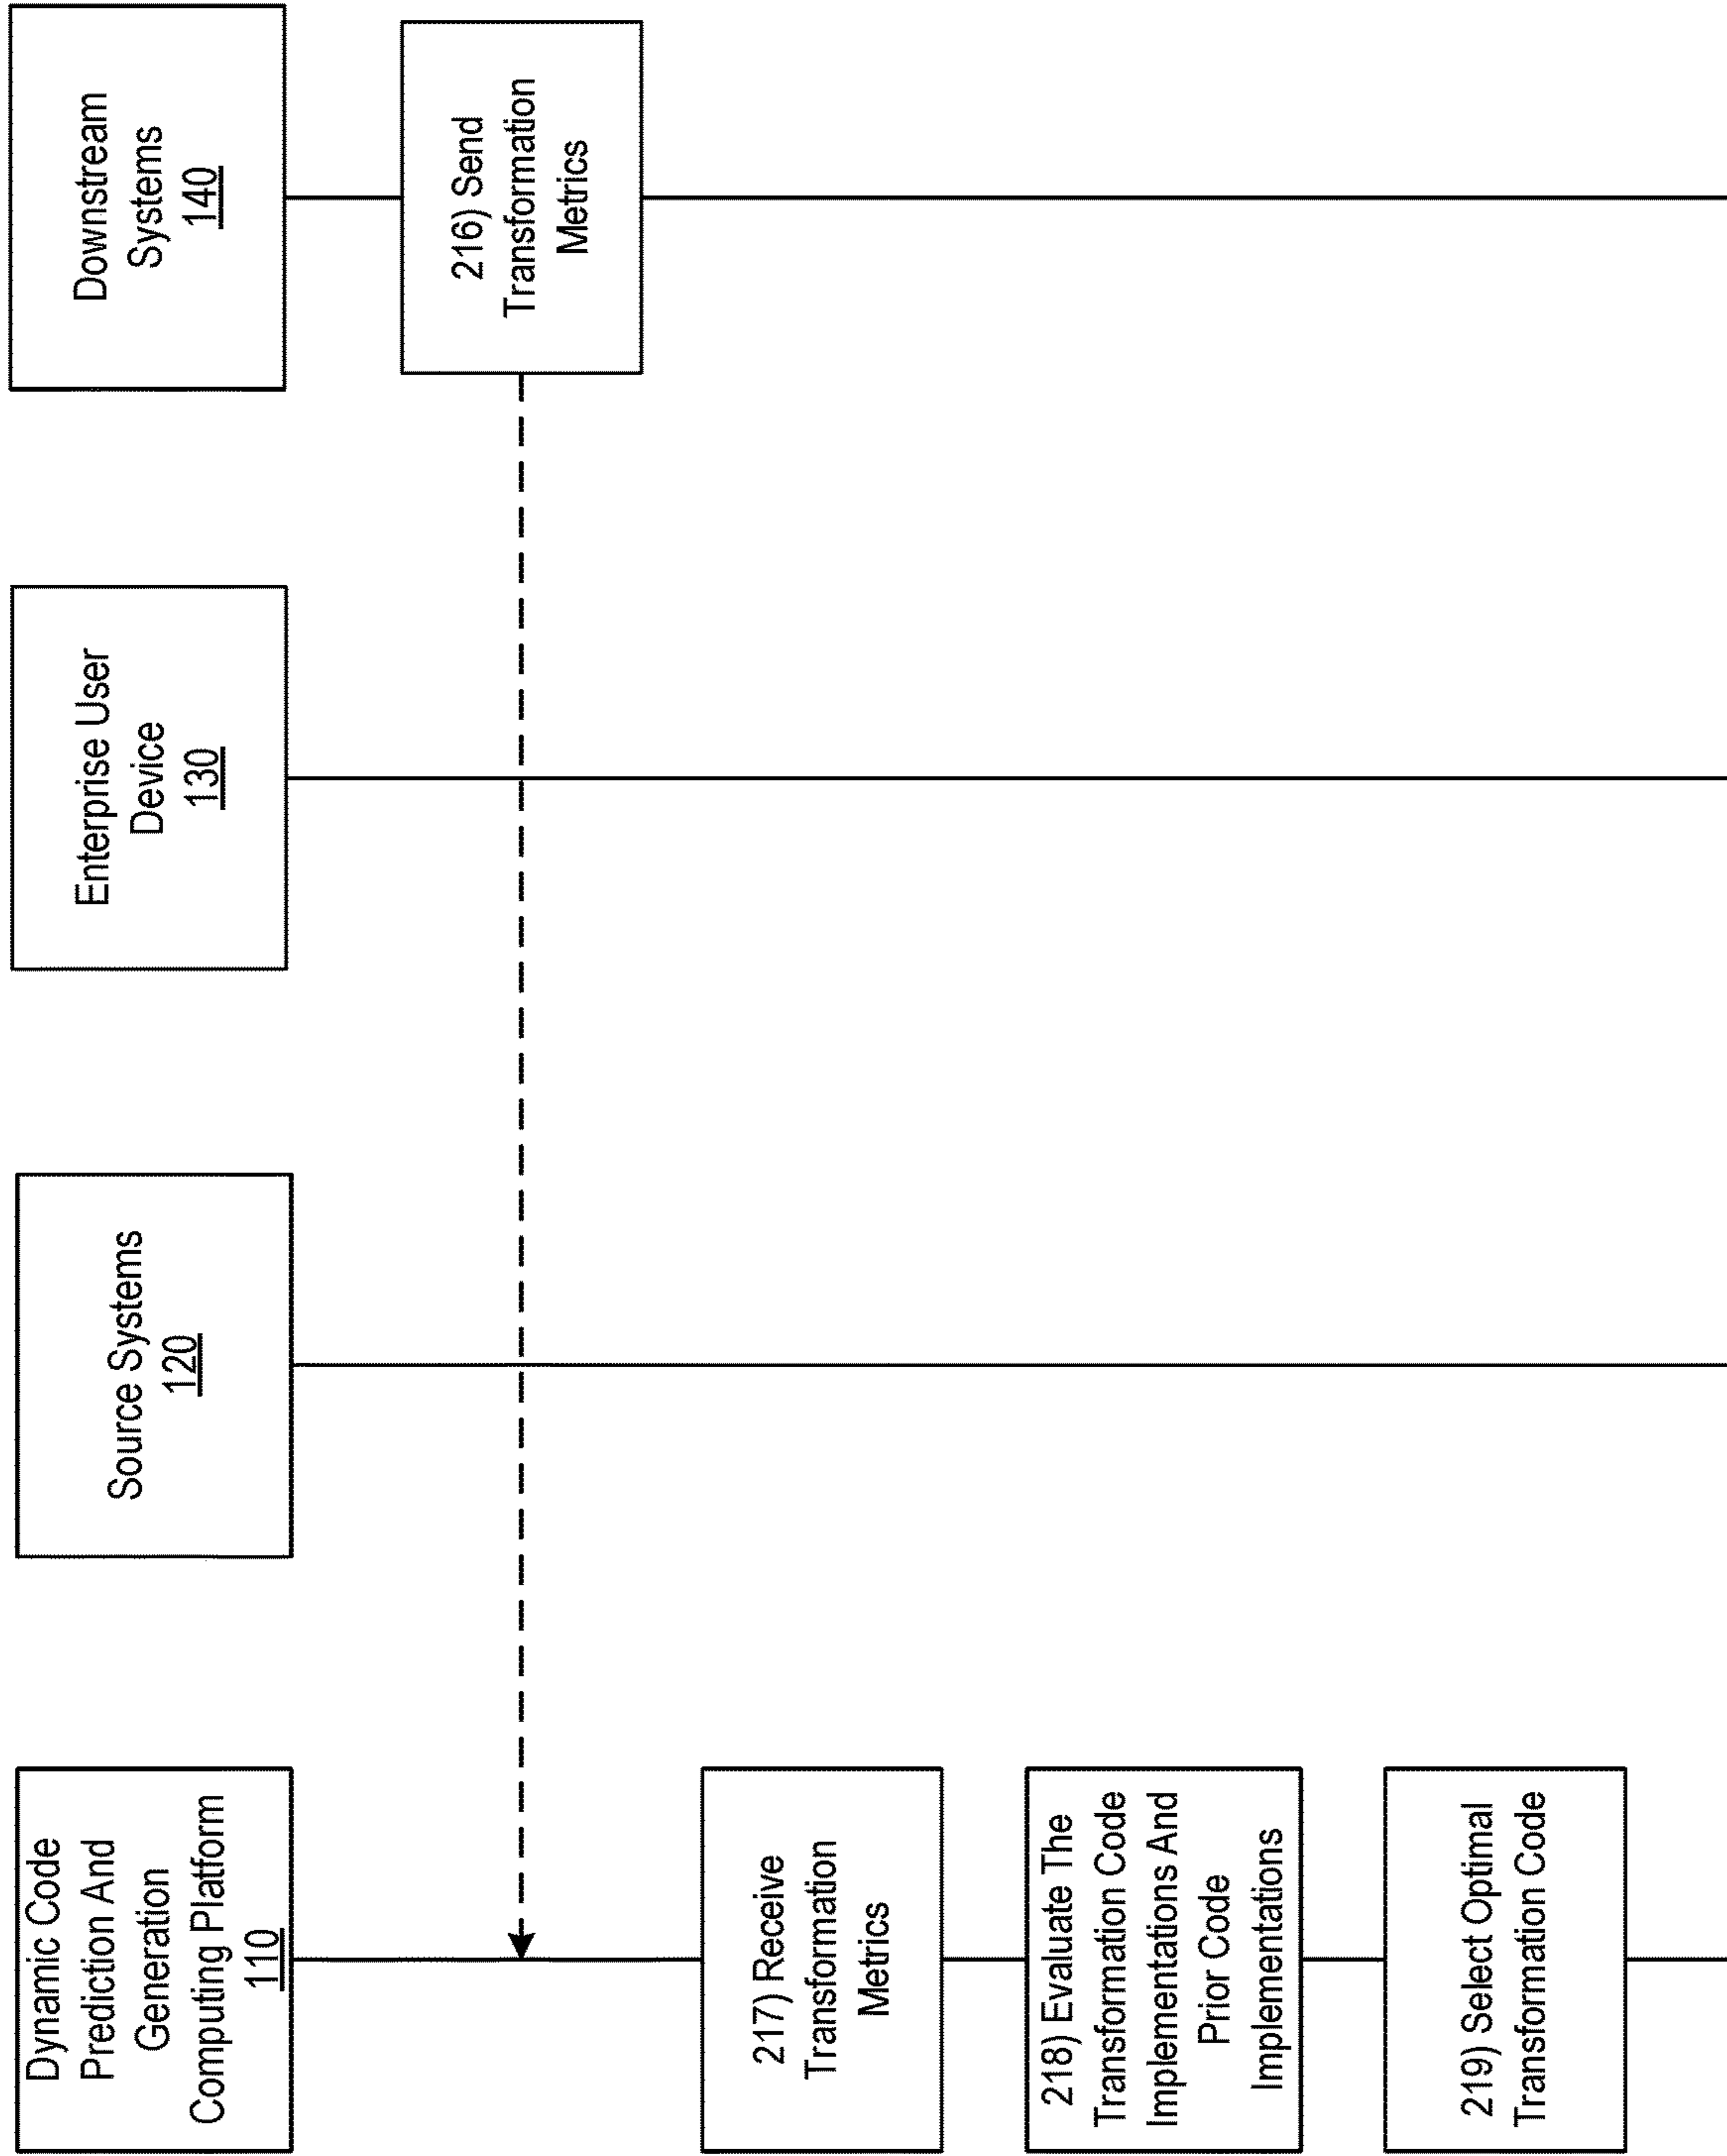 Dynamic Code
Prediction And
Generation
Computing Platform
110
Source Systems
120
Enterprise User
Device
130
Downstream
Systems
140
216) Send
Transformation
Metrics
217) Receive
Transformation
Metrics
218) Evaluate The
Transformation Code
Implementations And
Prior Code
Implementations
219) Select Optimal
Transformation Code